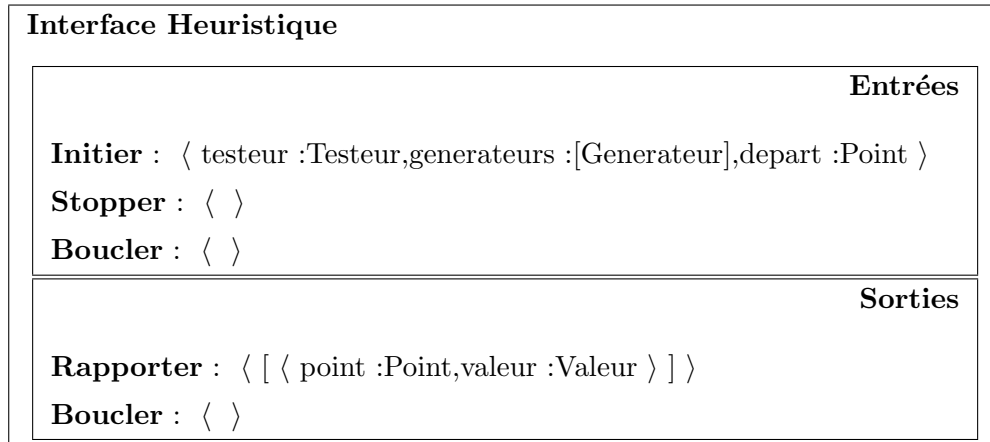 Interface Heuristique
Entrées
Initier : ⟨ testeur :Testeur,generateurs :[Generateur],depart :Point ⟩
Stopper : ⟨ ⟩
Boucler : ⟨ ⟩
Sorties
Rapporter : ⟨ [ ⟨ point :Point,valeur :Valeur ⟩ ] ⟩
Boucler : ⟨ ⟩